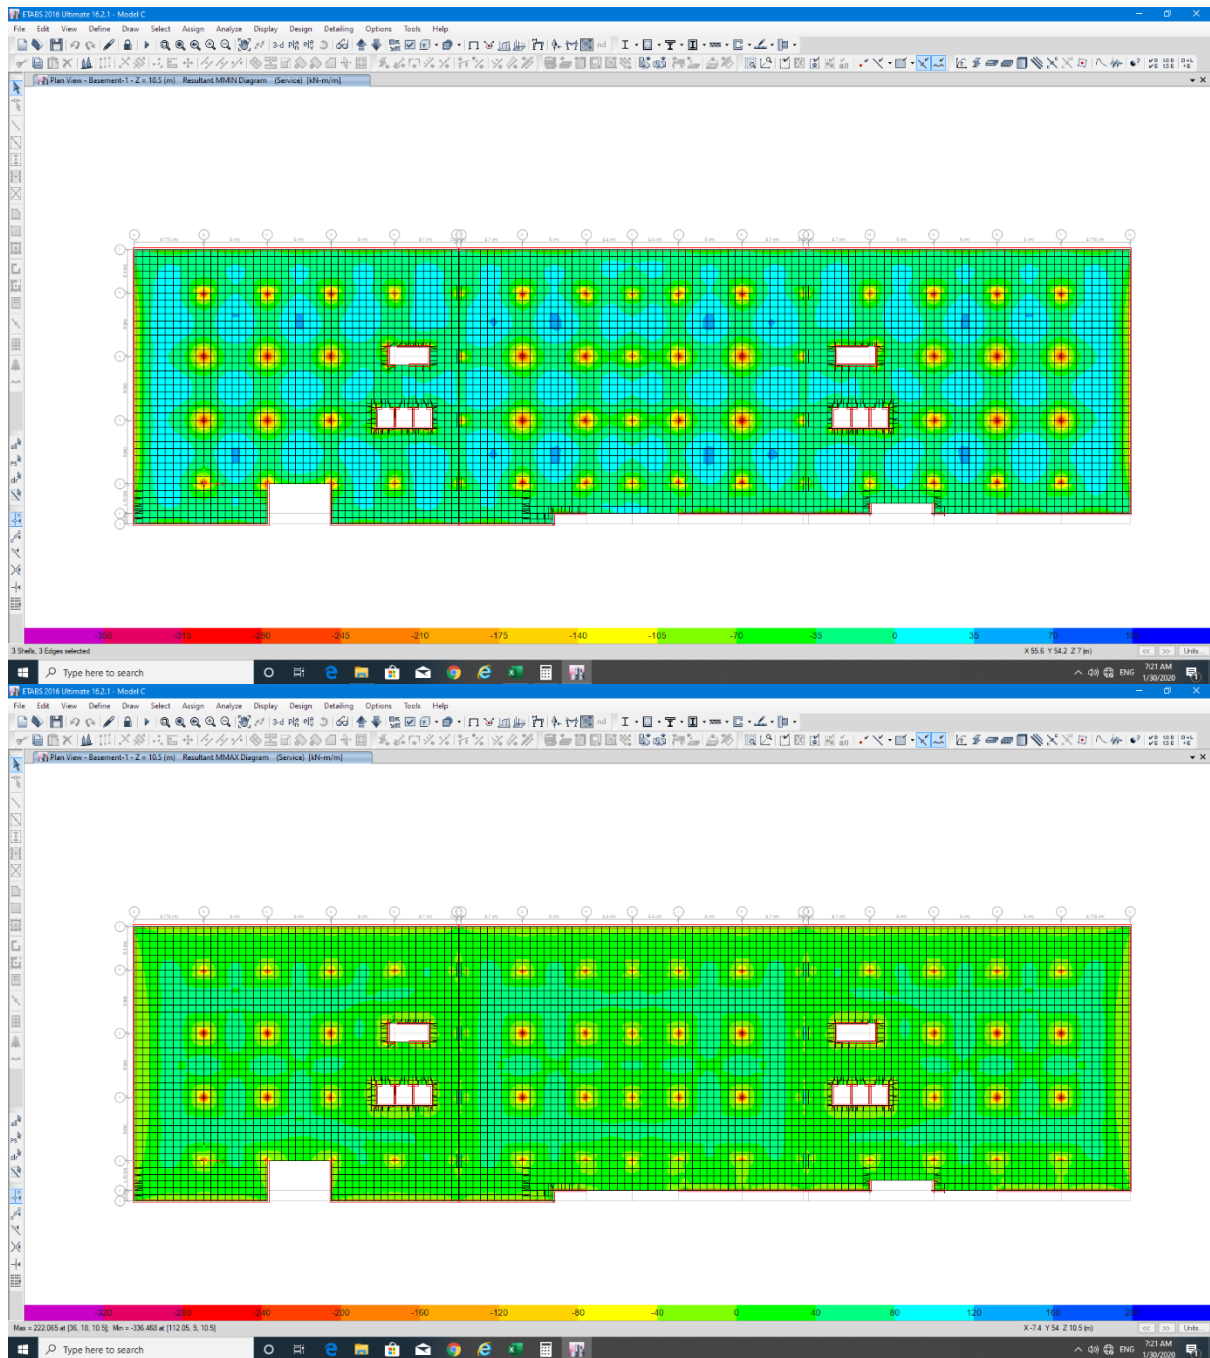 ETABS 2016 Ultimate 16.2.1 - Model C
File Edit View Define Draw Select Assign Analyze Display Design Detailing Options Tools Help
Plan View - Basement-1 - Z = 10.5 (m) Resultant MMIN Diagram (Service) [kN-m/m]
-350 -315 -280 -245 -210 -175 -140 -105 -70 -35 0 35 70
3 Shells, 3 Edges selected
X 55.6 Y 54.2 Z 7 (m)
<< >> Units...
Type here to search
ENG
7:21 AM
1/30/2020
ETABS 2016 Ultimate 16.2.1 - Model C
File Edit View Define Draw Select Assign Analyze Display Design Detailing Options Tools Help
Plan View - Basement-1 - Z = 10.5 (m) Resultant MMAX Diagram (Service) [kN-m/m]
-320 -280 -240 -200 -160 -120 -80 -40 0 40 80 120 160
Max = 222.065 at [36, 18, 10.5]; Min = -336.468 at [112.05, 9, 10.5]
X -7.4 Y 54 Z 10.5 (m)
<< >> Units...
Type here to search
ENG
7:21 AM
1/30/2020